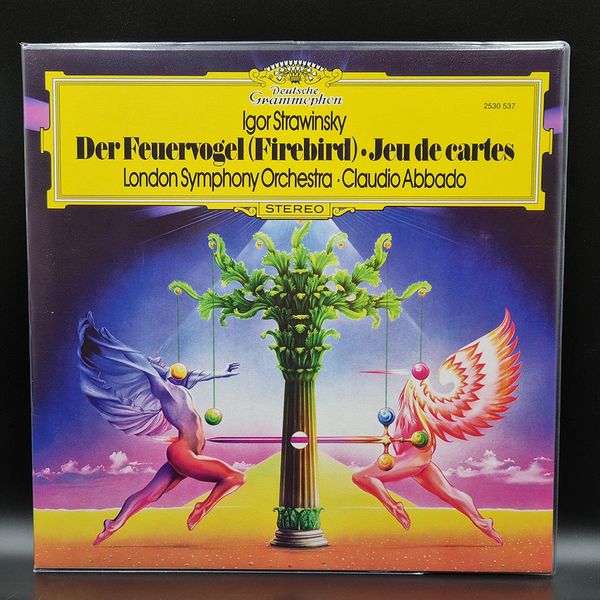 Deutsche
Grammophon
2530 537
Igor Strawinsky
Der Feuervogel (Firebird) · Jeu de cartes
London Symphony Orchestra · Claudio Abbado
STEREO